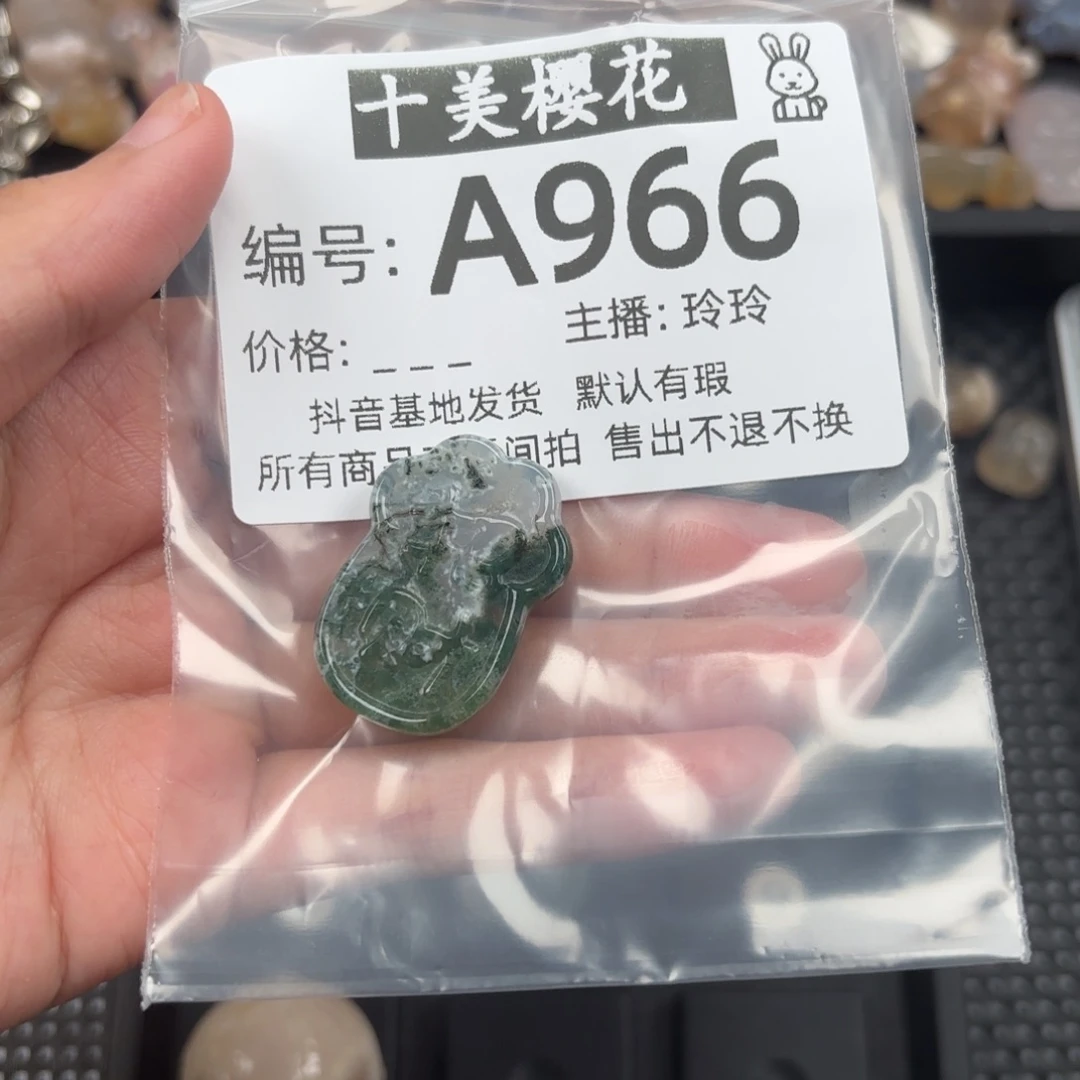 十美樱花
编号: A966
价格: _ _ _
主播: 玲玲
抖音基地发货 默认有瑕
所有商品 间拍 售出不退不换